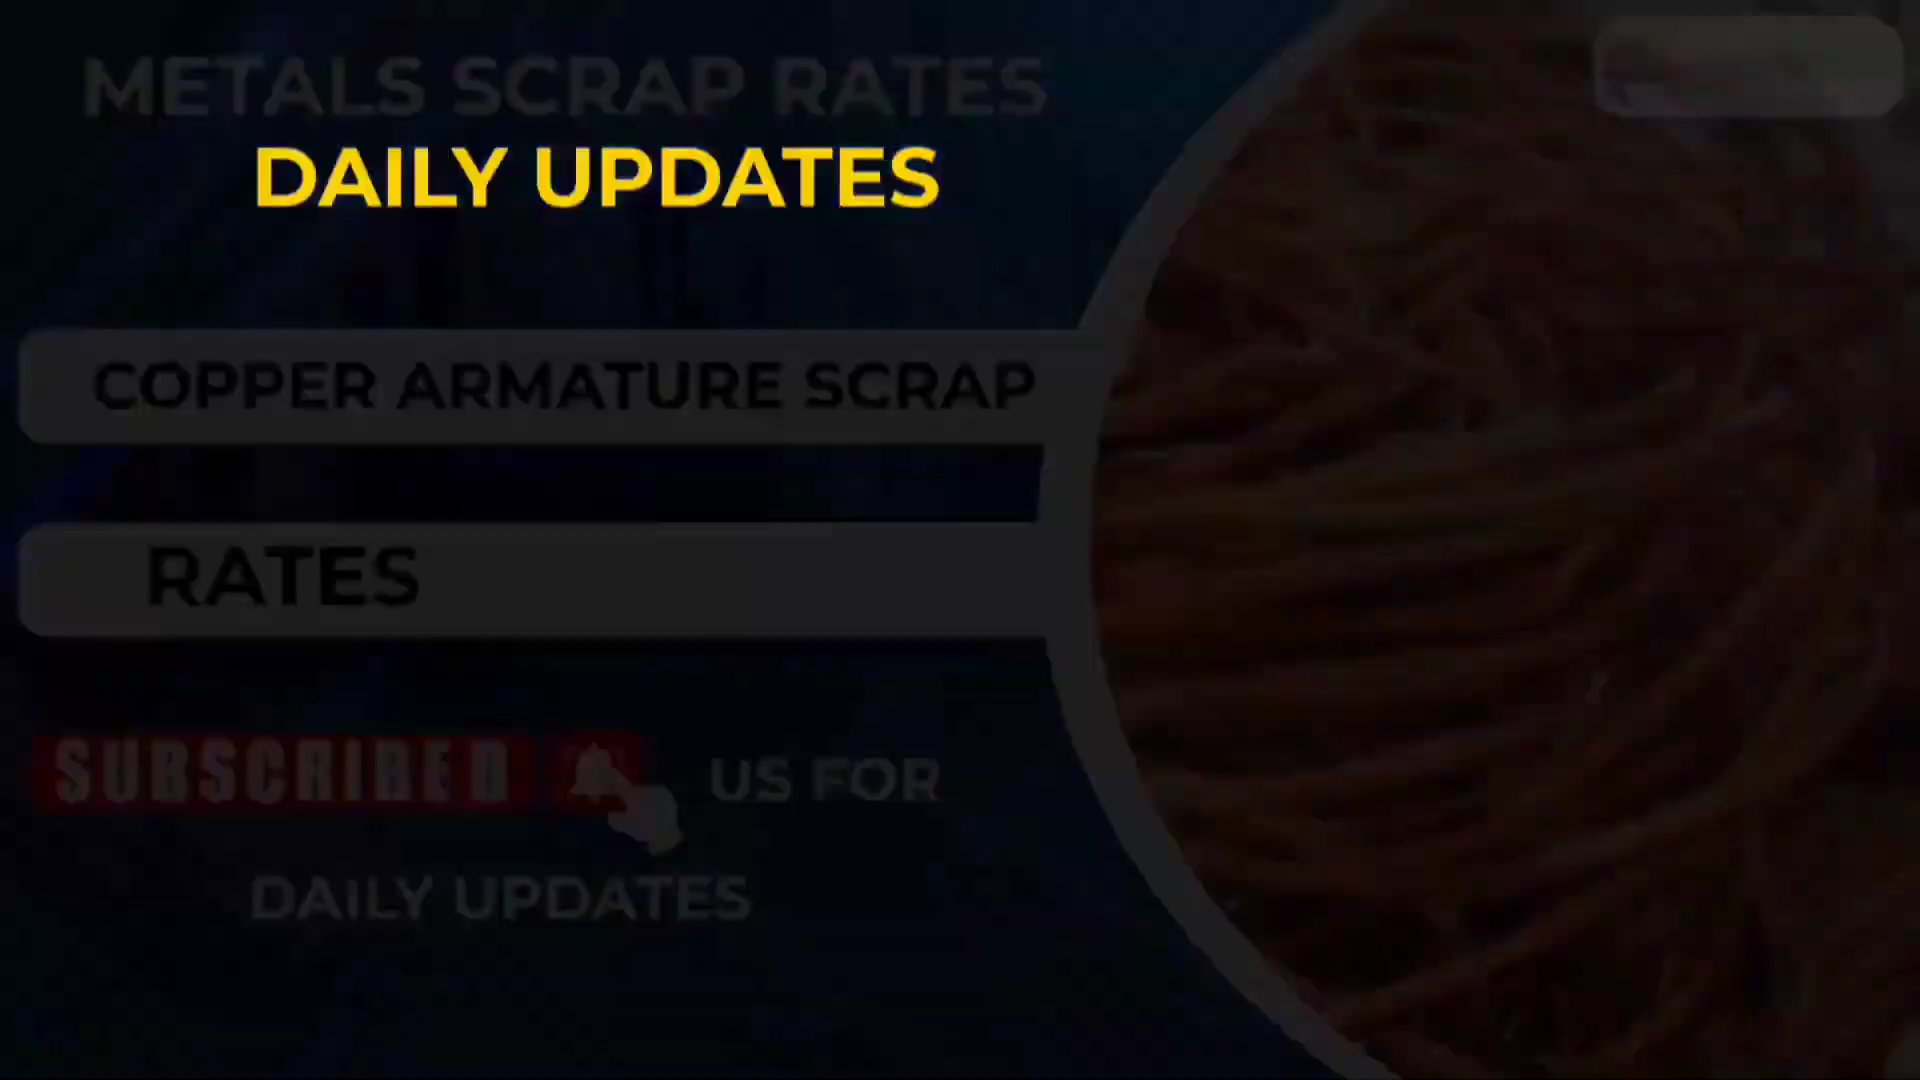 METALS SCRAP RATES
DAILY UPDATES
COPPER ARMATURE SCRAP
RATES
SUBSCRIBED US FOR
DAILY UPDATES